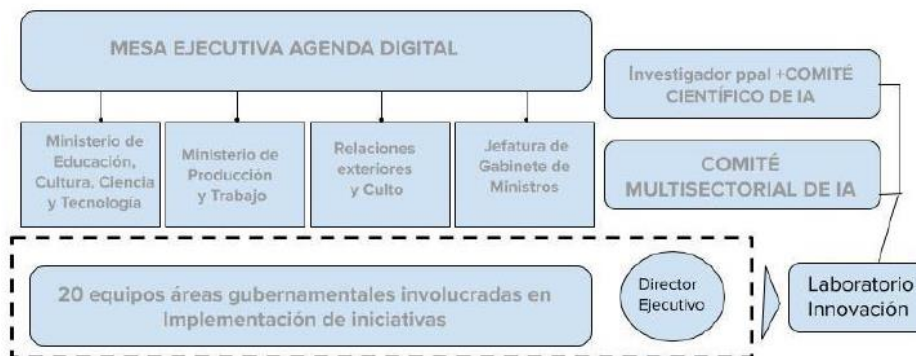 MESA EJECUTIVA AGENDA DIGITAL
Investigador ppal +COMITÉ
CIENTÍFICO DE IA
Ministerio de
Educación,
Cultura, Ciencia
y Tecnología
Ministerio de
Producción
y Trabajo
Relaciones
exteriores
y Culto
Jefatura de
Gabinete de
Ministros
COMITÉ
MULTISECTORIAL DE IA
20 equipos áreas gubernamentales involucradas en
Implementación de iniciativas
Director
Ejecutivo
Laboratorio
Innovación